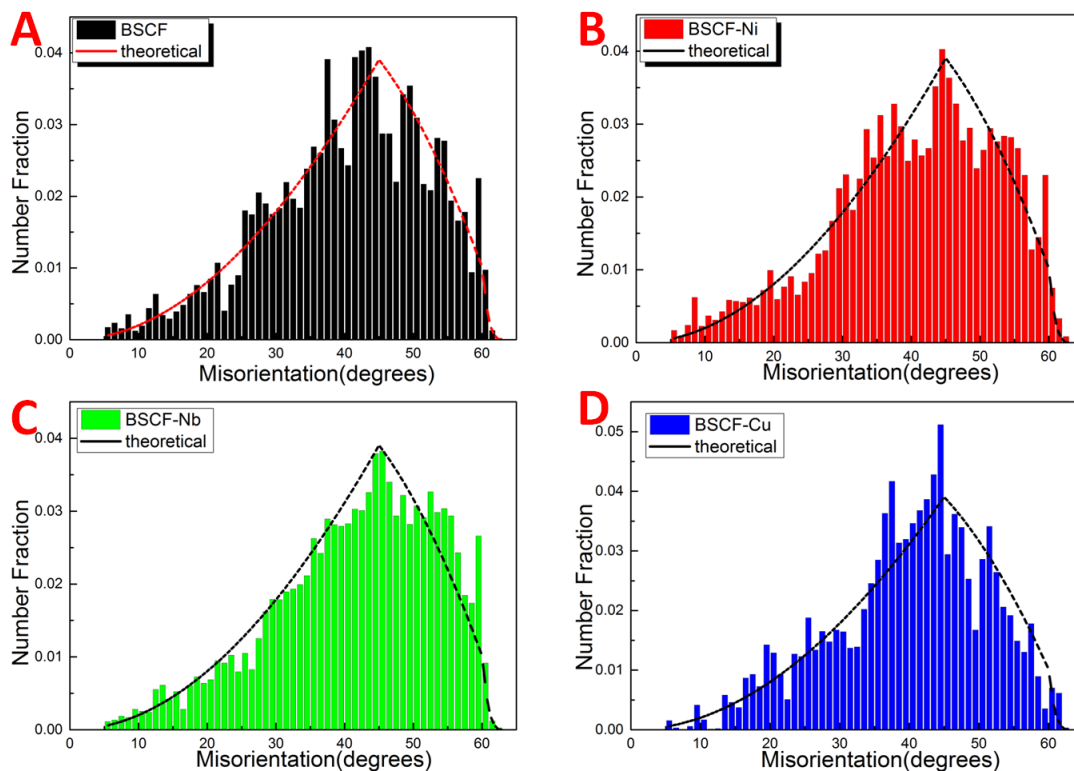 A
BSCF
theoretical
0.04
0.03
0.02
0.01
0.00
Number Fraction
0 10 20 30 40 50 60
Misorientation(degrees)
B
BSCF-Ni
theoretical
0.04
0.03
0.02
0.01
0.00
Number Fraction
0 10 20 30 40 50 60
Misorientation(degrees)
C
BSCF-Nb
theoretical
0.04
0.03
0.02
0.01
0.00
Number Fraction
0 10 20 30 40 50 60
Misorientation(degrees)
D
BSCF-Cu
theoretical
0.05
0.04
0.03
0.02
0.01
0.00
Number Fraction
0 10 20 30 40 50 60
Misorientation(degrees)